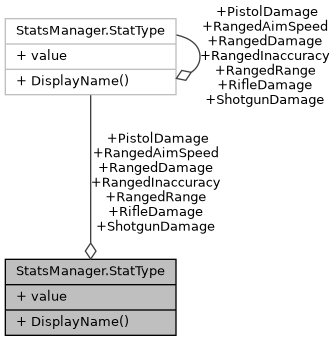 +PistolDamage
+RangedAimSpeed
+RangedDamage
+RangedInaccuracy
+RangedRange
+RifleDamage
+ShotgunDamage
StatsManager.StatType
+ value
+ DisplayName()
+PistolDamage
+RangedAimSpeed
+RangedDamage
+RangedInaccuracy
+RangedRange
+RifleDamage
+ShotgunDamage
StatsManager.StatType
+ value
+ DisplayName()